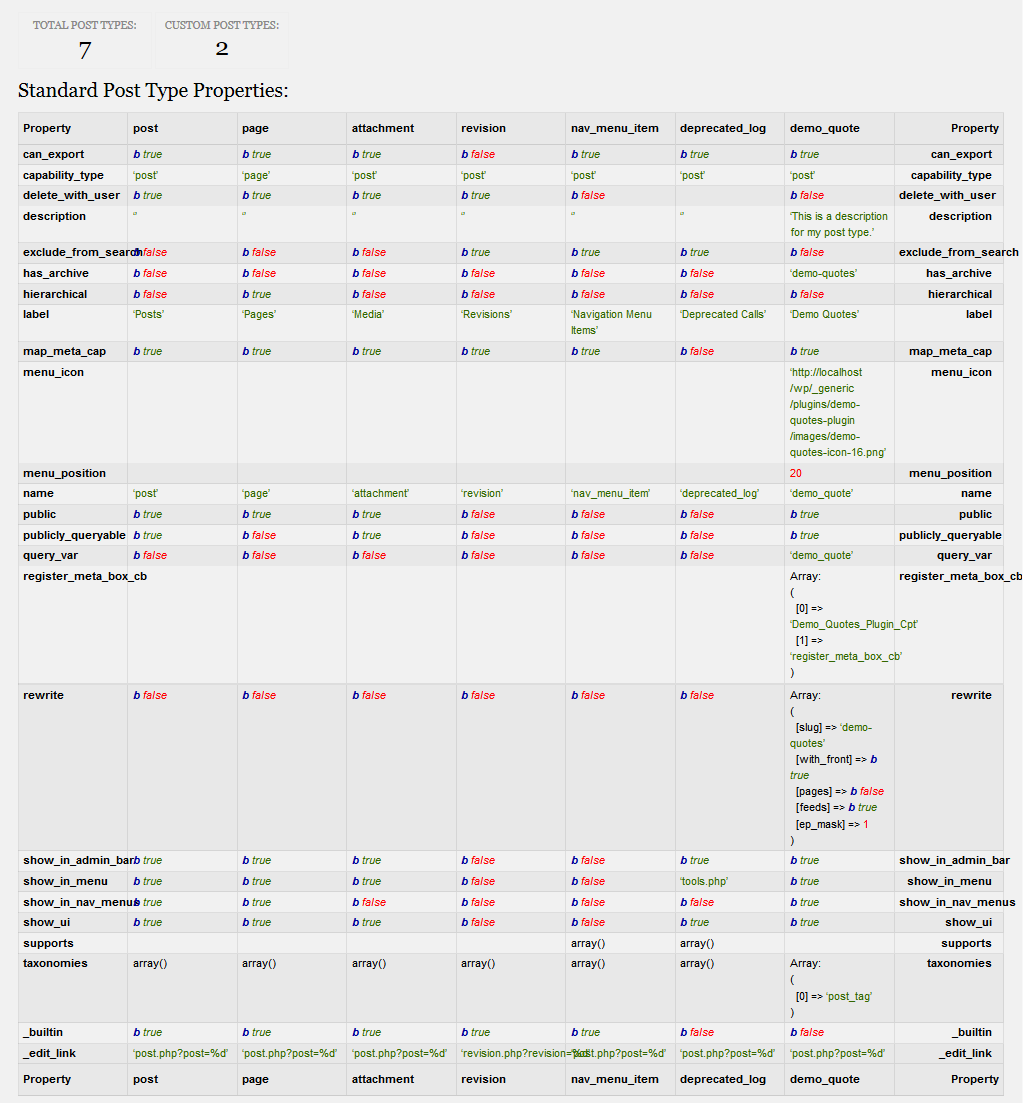 TOTAL POST TYPES: CUSTOM POST TYPES:
7 2
Standard Post Type Properties:
Property post page attachment revision nav_menu_item deprecated_log demo_quote Property
can_export b true b true b true b false b true b true b true can_export
capability_type ‘post’ ‘page’ ‘post’ ‘post’ ‘post’ ‘post’ ‘post’ capability_type
delete_with_user b true b true b true b true b false b false delete_with_user
description ‘’ ‘’ ‘’ ‘’ ‘’ ‘’ ‘This is a description description
for my post type.’
exclude_from_search b false b false b false b true b true b true b false exclude_from_search
has_archive b false b false b false b false b false b false ‘demo-quotes’ has_archive
hierarchical b false b true b false b false b false b false b false hierarchical
label ‘Posts’ ‘Pages’ ‘Media’ ‘Revisions’ ‘Navigation Menu ‘Deprecated Calls’ ‘Demo Quotes’ label
Items’
map_meta_cap b true b true b true b true b true b false b true map_meta_cap
menu_icon ‘http://localhost menu_icon
/wp/_generic
/plugins/demo-
quotes-plugin
/images/demo-
quotes-icon-16.png’
menu_position 20 menu_position
name ‘post’ ‘page’ ‘attachment’ ‘revision’ ‘nav_menu_item’ ‘deprecated_log’ ‘demo_quote’ name
public b true b true b true b false b false b false b true public
publicly_queryable b true b false b true b false b false b false b true publicly_queryable
query_var b false b false b false b false b false b false ‘demo_quote’ query_var
register_meta_box_cb Array: register_meta_box_cb
(
[0] =>
‘Demo_Quotes_Plugin_Cpt’
[1] =>
‘register_meta_box_cb’
)
rewrite b false b false b false b false b false b false Array: rewrite
(
[slug] => ‘demo-
quotes’
[with_front] => b
true
[pages] => b false
[feeds] => b true
[ep_mask] => 1
)
show_in_admin_bar b true b true b true b false b false b true b true show_in_admin_bar
show_in_menu b true b true b true b false b false ‘tools.php’ b true show_in_menu
show_in_nav_menus b true b true b false b false b false b false b true show_in_nav_menus
show_ui b true b true b true b false b false b true b true show_ui
supports array() array() supports
taxonomies array() array() array() array() array() array() Array: taxonomies
(
[0] => ‘post_tag’
)
_builtin b true b true b true b true b true b false b false _builtin
_edit_link ‘post.php?post=%d’ ‘post.php?post=%d’ ‘post.php?post=%d’ ‘revision.php?revision=%d’ ‘post.php?post=%d’ ‘post.php?post=%d’ ‘post.php?post=%d’ _edit_link
Property post page attachment revision nav_menu_item deprecated_log demo_quote Property